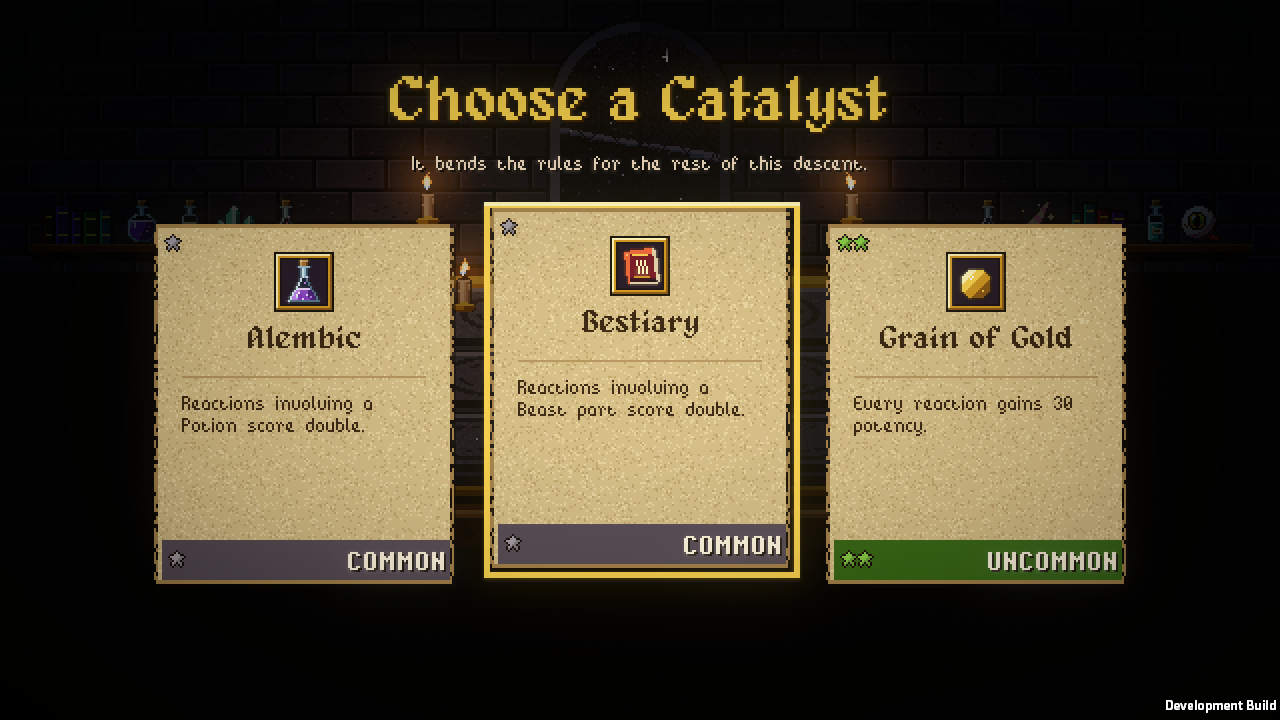 Choose a Catalyst
It bends the rules for the rest of this descent.
Alembic
Reactions involving a
Potion score double.
COMMON
Bestiary
Reactions involving a
Beast part score double.
COMMON
Grain of Gold
Every reaction gains 30
potency.
UNCOMMON
Development Build